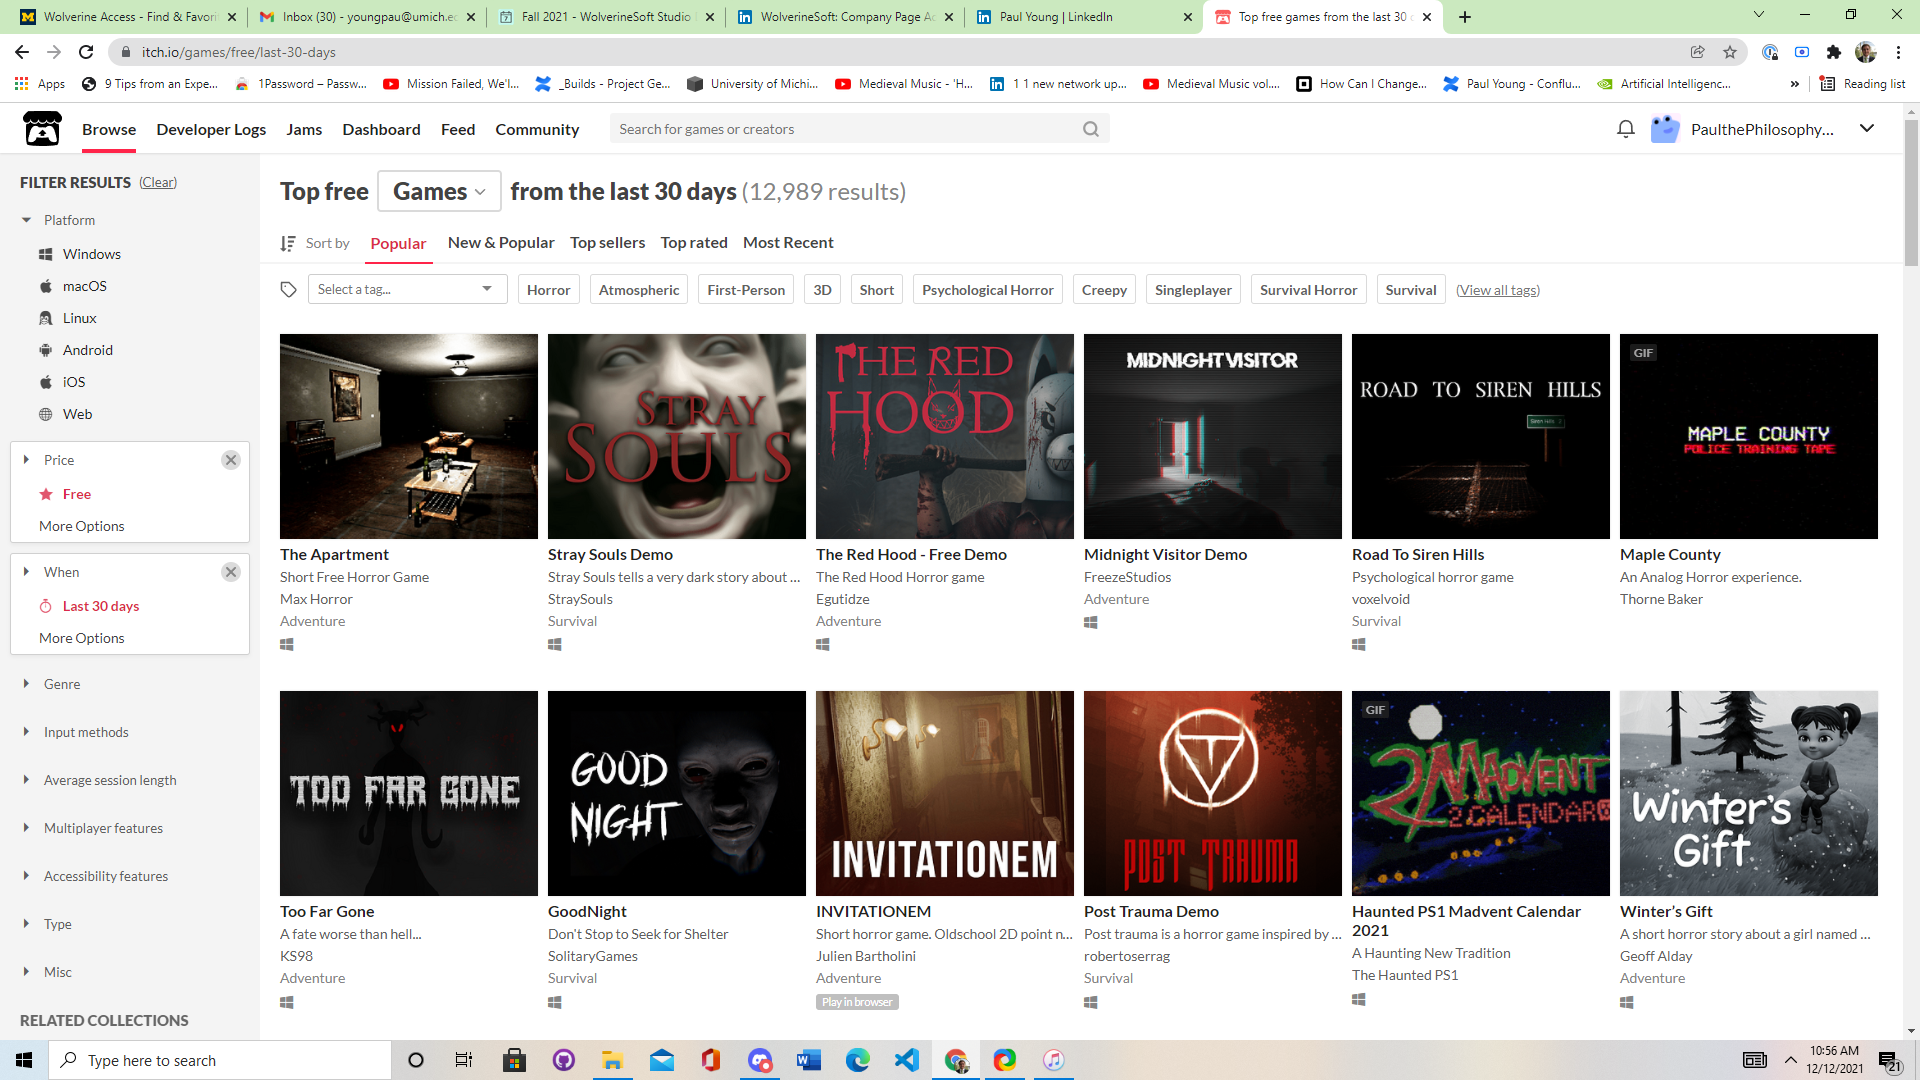 Wolverine Access - Find & Favori
Inbox (30) - youngpau@umich.ed
Fall 2021 - WolverineSoft Studio
WolverineSoft: Company Page Ad
Paul Young | LinkedIn
Top free games from the last 30 d
itch.io/games/free/last-30-days
Apps
9 Tips from an Expe...
1Password – Passw...
Mission Failed, We'l...
_Builds - Project Ge...
University of Michi...
Medieval Music - 'H...
1 1 new network up...
Medieval Music vol....
How Can I Change...
Paul Young - Conflu...
Artificial Intelligenc...
»
Reading list
Browse
Developer Logs
Jams
Dashboard
Feed
Community
Search for games or creators
PaulthePhilosophy...
FILTER RESULTS (Clear)
Platform
Windows
macOS
Linux
Android
iOS
Web
Price
Free
More Options
When
Last 30 days
More Options
Genre
Input methods
Average session length
Multiplayer features
Accessibility features
Type
Misc
RELATED COLLECTIONS
Top free Games from the last 30 days (12,989 results)
Sort by Popular New & Popular Top sellers Top rated Most Recent
Select a tag... Horror Atmospheric First-Person 3D Short Psychological Horror Creepy Singleplayer Survival Horror Survival (View all tags)
The Apartment
Short Free Horror Game
Max Horror
Adventure
STRAY
SOULS
Stray Souls Demo
Stray Souls tells a very dark story about ...
StraySouls
Survival
THE RED
HOOD
The Red Hood - Free Demo
The Red Hood Horror game
Egutidze
Adventure
MIDNIGHT VISITOR
Midnight Visitor Demo
FreezeStudios
Adventure
ROAD TO SIREN HILLS
Siren Hills 2
Road To Siren Hills
Psychological horror game
voxelvoid
Survival
GIF
MAPLE COUNTY
POLICE TRAINING TAPE
Maple County
An Analog Horror experience.
Thorne Baker
TOO FAR GONE
Too Far Gone
A fate worse than hell...
KS98
Adventure
GOOD
NIGHT
GoodNight
Don't Stop to Seek for Shelter
SolitaryGames
Survival
INVITATIONEM
INVITATIONEM
Short horror game. Oldschool 2D point n...
Julien Bartholini
Adventure
Play in browser
POST TRAUMA
Post Trauma Demo
Post trauma is a horror game inspired by ...
robertoserrag
Survival
GIF
MADVENT
CALENDAR
Haunted PS1 Madvent Calendar
2021
A Haunting New Tradition
The Haunted PS1
Winter's
Gift
Winter's Gift
A short horror story about a girl named ...
Geoff Alday
Adventure
Type here to search
10:56 AM
12/12/2021
21